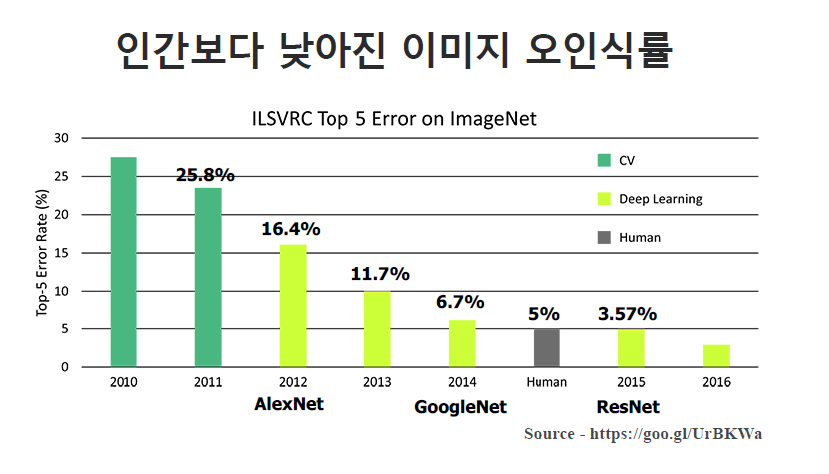 인간보다 낮아진 이미지 오인식률
ILSVRC Top 5 Error on ImageNet
Top-5 Error Rate (%)
30
25
20
15
10
5
0
25.8%
16.4%
11.7%
6.7%
5%
3.57%
CV
Deep Learning
Human
2010 2011 2012 2013 2014 Human 2015 2016
AlexNet GoogleNet ResNet
Source - https://goo.gl/UrBKWa